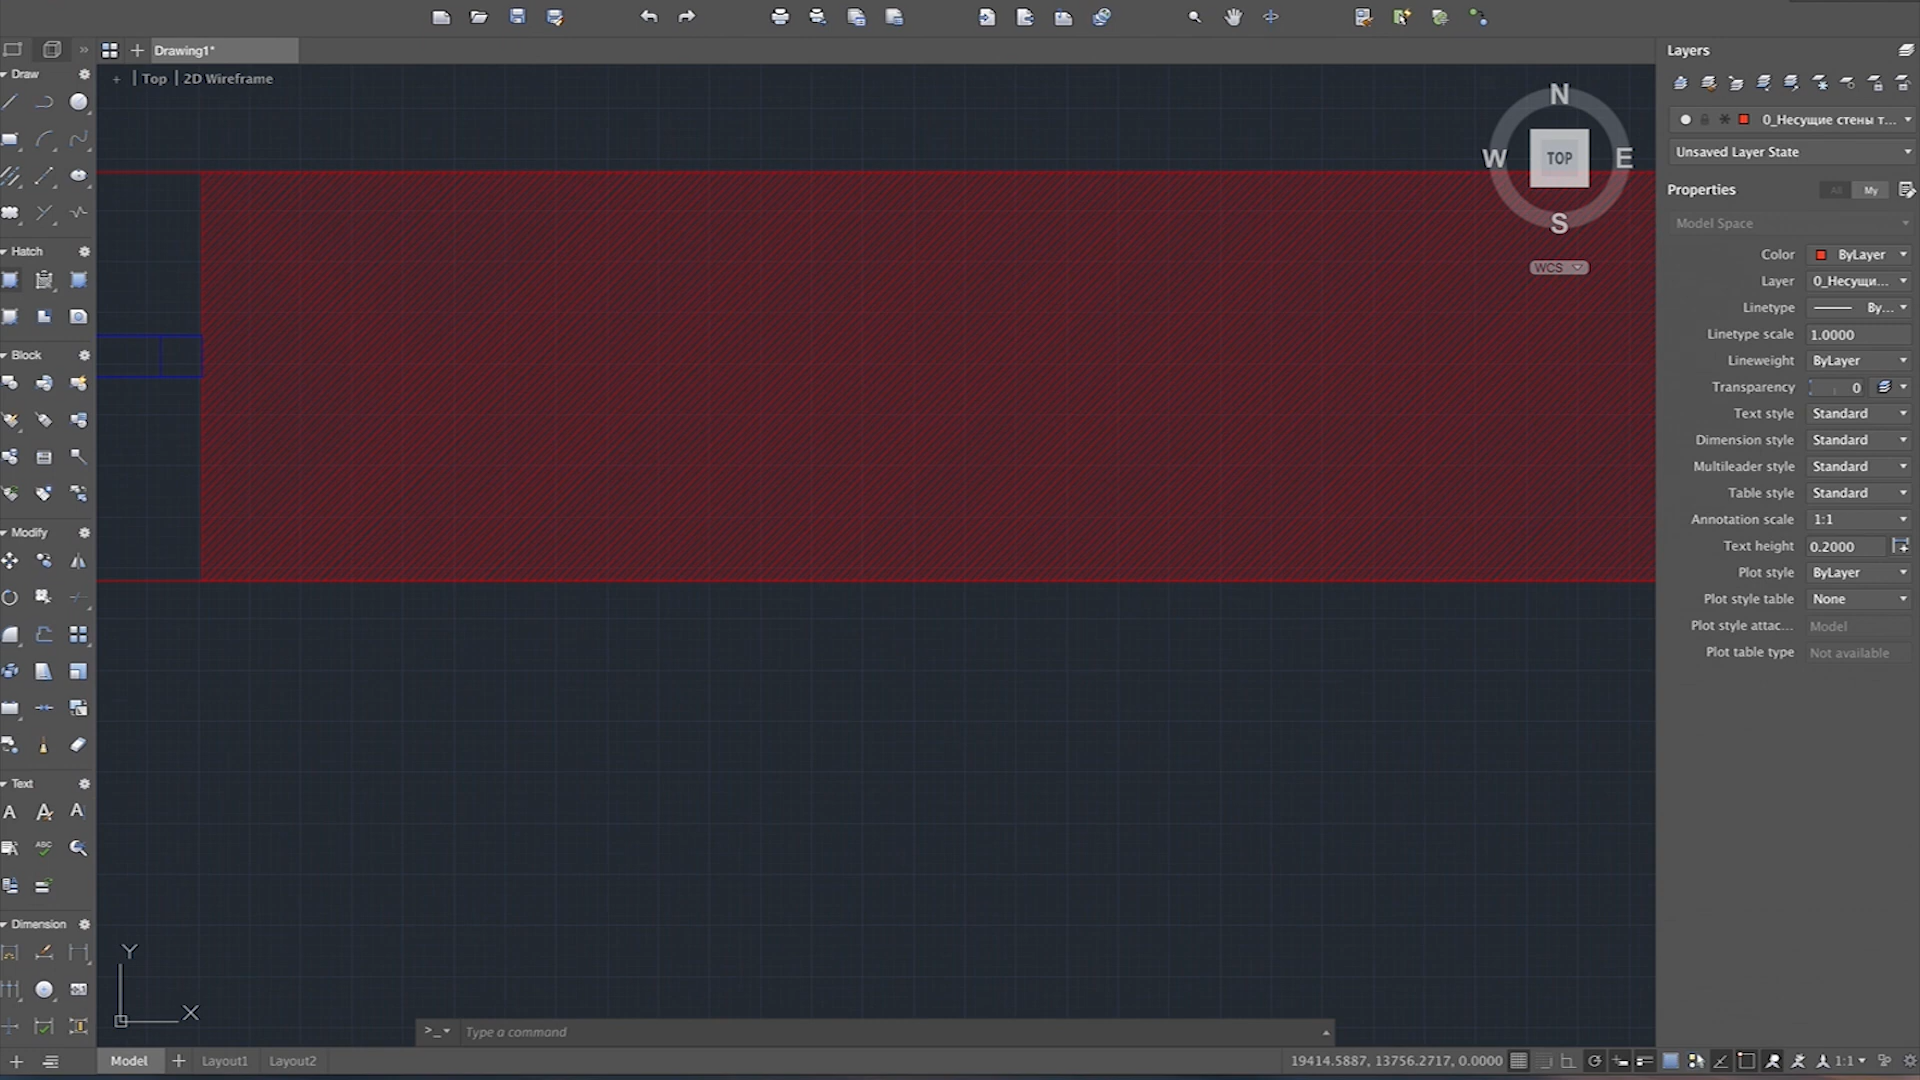 Drawing1*
Top
2D Wireframe
Draw
Hatch
Block
Modify
Text
A
A
A
ABC
Dimension
N
W
TOP
E
S
WCS
Y
X
>_
Type a command
Model
Layout1
Layout2
19414.5887, 13756.2717, 0.0000
1:1
Layers
0_Несущие стены т...
Unsaved Layer State
Properties
All
My
Model Space
Color
ByLayer
Layer
0_Несущи...
Linetype
By...
Linetype scale
1.0000
Lineweight
ByLayer
Transparency
0
Text style
Standard
Dimension style
Standard
Multileader style
Standard
Table style
Standard
Annotation scale
1:1
Text height
0.2000
Plot style
ByLayer
Plot style table
None
Plot style attac...
Model
Plot table type
Not available